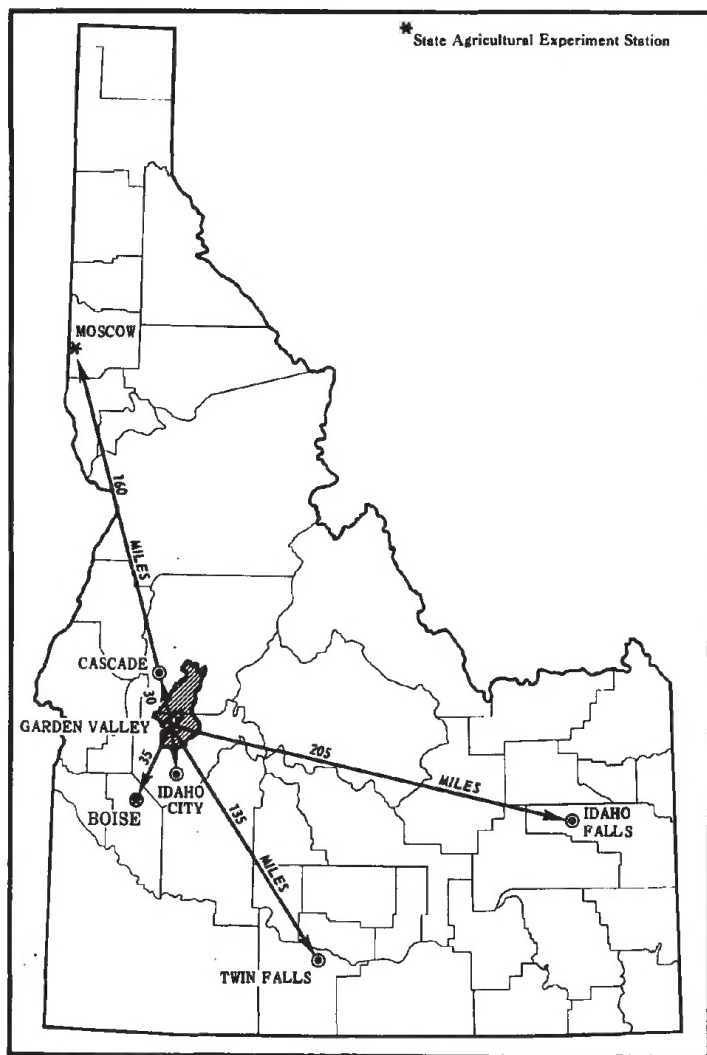 *State Agricultural Experiment Station
MOSCOW
*
160
MILES
CASCADE
30
GARDEN VALLEY
35
205
MILES
IDAHO
CITY
BOISE
135
MILES
IDAHO
FALLS
TWIN FALLS